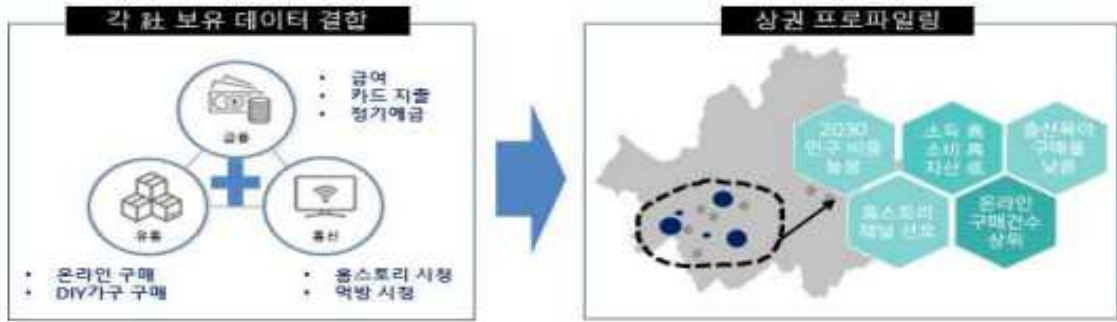 각 社 보유 데이터 결합
금융
• 급여
• 카드 지출
• 정기예금
유통
통신
• 온라인 구매
• DIY가구 구매
• 홈스토리 시청
• 먹방 시청
상권 프로파일링
2030
인구 비중
높음
소득 高
소비 高
자산 低
출산육아
구매율
낮음
홈스토리
채널 선호
온라인
구매건수
상위